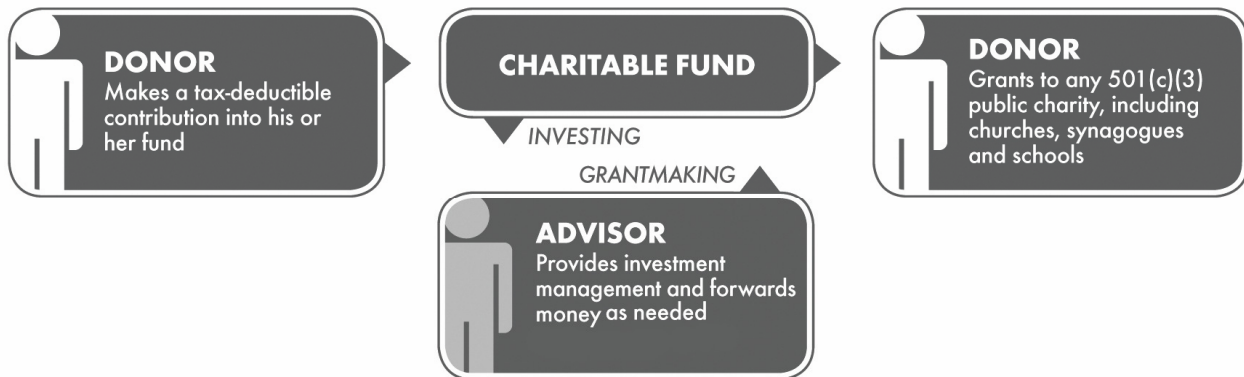 DONOR
Makes a tax-deductible
contribution into his or
her fund
CHARITABLE FUND
INVESTING
GRANTMAKING
ADVISOR
Provides investment
management and forwards
money as needed
DONOR
Grants to any 501(c)(3)
public charity, including
churches, synagogues
and schools